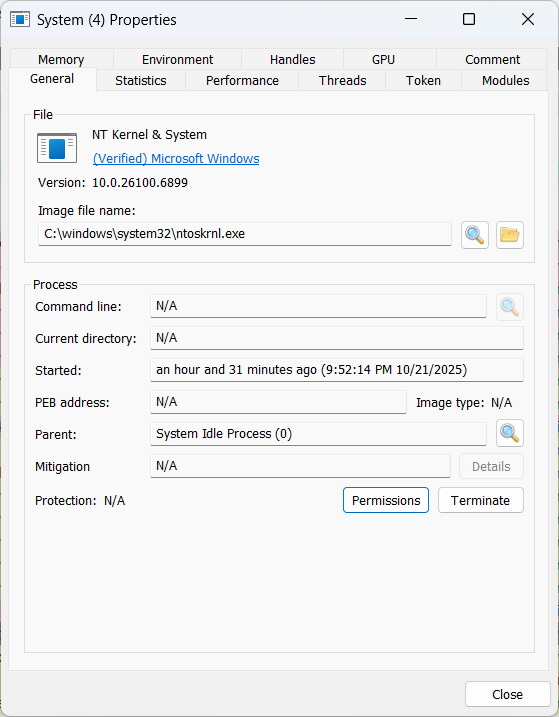 System (4) Properties
Memory Environment Handles GPU Comment
General Statistics Performance Threads Token Modules
File
NT Kernel & System
(Verified) Microsoft Windows
Version: 10.0.26100.6899
Image file name:
C:\windows\system32\ntoskrnl.exe
Process
Command line: N/A
Current directory: N/A
Started: an hour and 31 minutes ago (9:52:14 PM 10/21/2025)
PEB address: N/A Image type: N/A
Parent: System Idle Process (0)
Mitigation N/A Details
Protection: N/A Permissions Terminate
Close